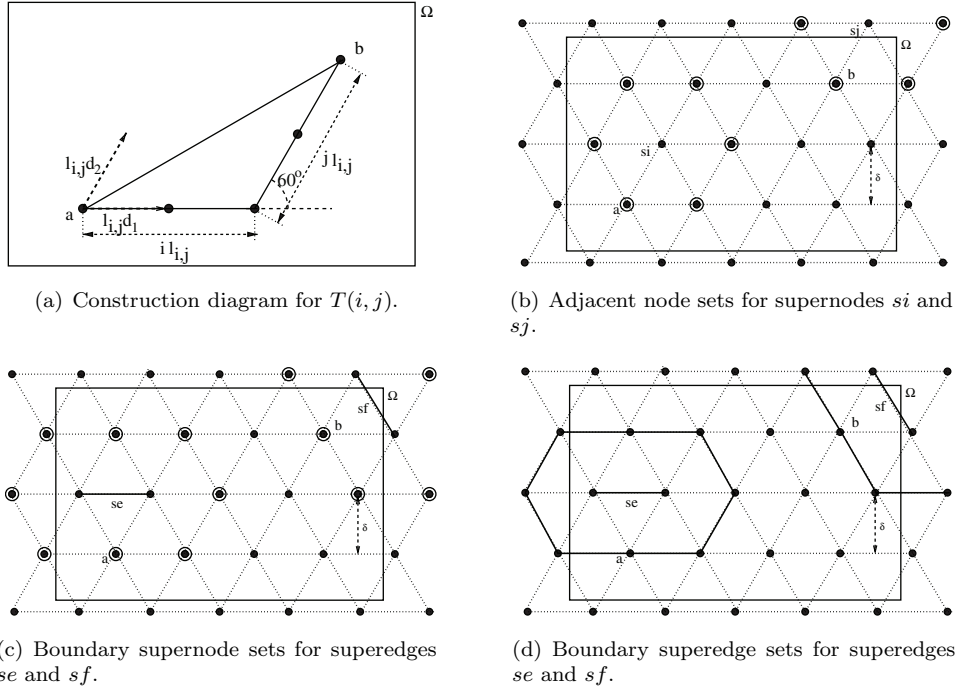 Ω
b
l_{i,j}d_2
j l_{i,j}
60°
a
l_{i,j}d_1
i l_{i,j}
(a) Construction diagram for T(i, j).
sj
Ω
b
si
δ
a
(b) Adjacent node sets for supernodes si and
sj.
Ω
sf
b
se
δ
a
(c) Boundary supernode sets for superedges
se and sf.
Ω
sf
b
se
δ
a
(d) Boundary superedge sets for superedges
se and sf.